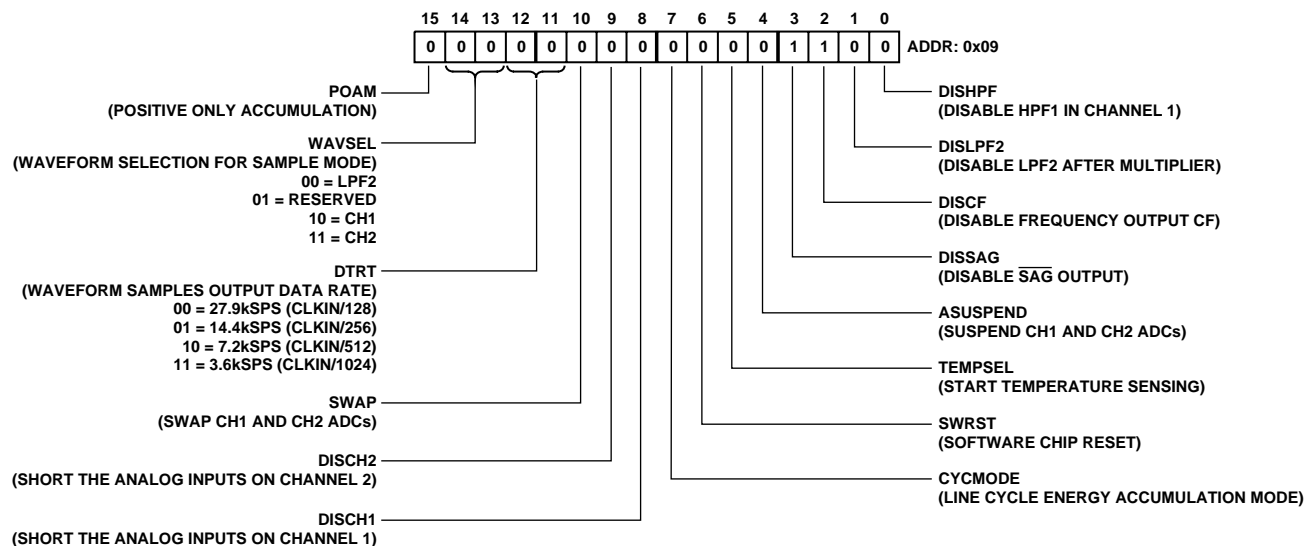 15 14 13 12 11 10 9 8 7 6 5 4 3 2 1 0
0 0 0 0 0 0 0 0 0 0 0 0 1 1 0 0 ADDR: 0x09
POAM
(POSITIVE ONLY ACCUMULATION)
WAVSEL
(WAVEFORM SELECTION FOR SAMPLE MODE)
00 = LPF2
01 = RESERVED
10 = CH1
11 = CH2
DTRT
(WAVEFORM SAMPLES OUTPUT DATA RATE)
00 = 27.9kSPS (CLKIN/128)
01 = 14.4kSPS (CLKIN/256)
10 = 7.2kSPS (CLKIN/512)
11 = 3.6kSPS (CLKIN/1024)
SWAP
(SWAP CH1 AND CH2 ADCs)
DISCH2
(SHORT THE ANALOG INPUTS ON CHANNEL 2)
DISCH1
(SHORT THE ANALOG INPUTS ON CHANNEL 1)
DISHPF
(DISABLE HPF1 IN CHANNEL 1)
DISLPF2
(DISABLE LPF2 AFTER MULTIPLIER)
DISCF
(DISABLE FREQUENCY OUTPUT CF)
DISSAG
(DISABLE SAG OUTPUT)
ASUSPEND
(SUSPEND CH1 AND CH2 ADCs)
TEMPSEL
(START TEMPERATURE SENSING)
SWRST
(SOFTWARE CHIP RESET)
CYCMODE
(LINE CYCLE ENERGY ACCUMULATION MODE)